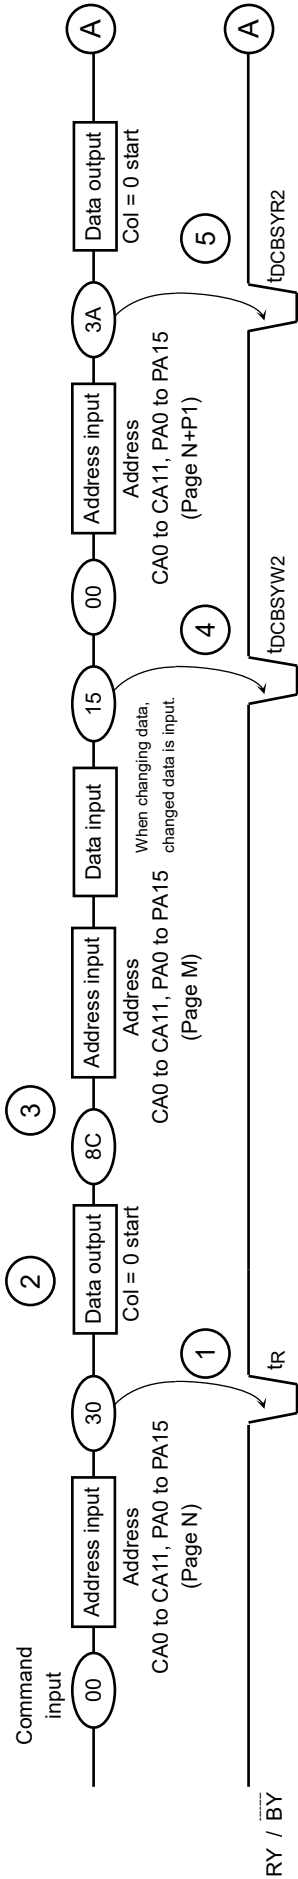 Command
input
00
Address input
Address
CA0 to CA11, PA0 to PA15
(Page N)
30
2
Data output
Col = 0 start
3
8C
Address input
Address
CA0 to CA11, PA0 to PA15
(Page M)
Data input
When changing data,
changed data is input.
15
00
Address input
Address
CA0 to CA11, PA0 to PA15
(Page N+P1)
3A
Data output
Col = 0 start
A
1
4
5
RY / BY
tR
tDCBSYW2
tDCBSYR2
A